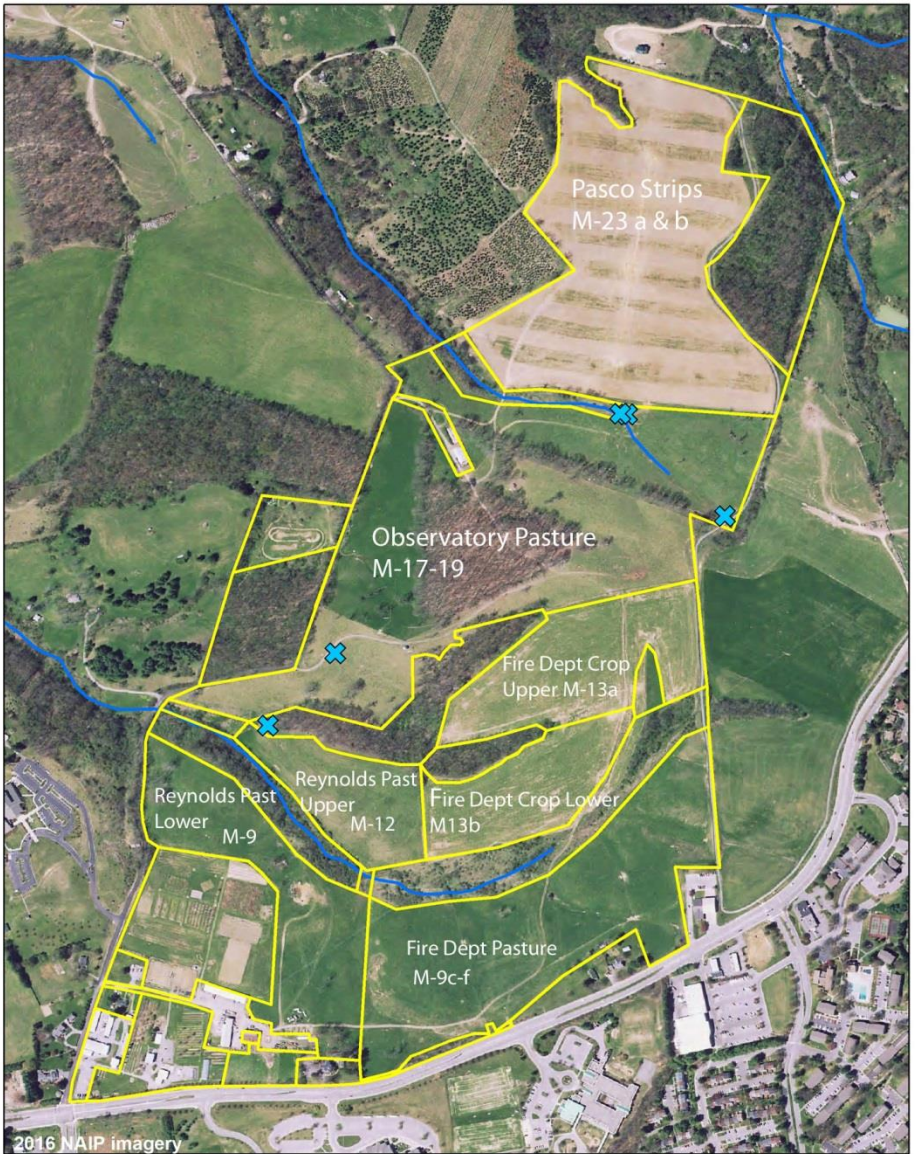 Pasco Strips
M-23 a & b
Observatory Pasture
M-17-19
Fire Dept Crop
Upper M-13a
Reynolds Past
Lower
M-9
Reynolds Past
Upper
M-12
Fire Dept Crop Lower
M13b
Fire Dept Pasture
M-9c-f
2016 NAIP imagery